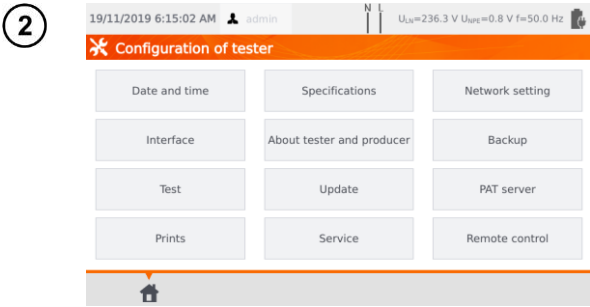 2
19/11/2019 6:15:02 AM admin N L U_LN=236.3 V U_NPE=0.8 V f=50.0 Hz
Configuration of tester
Date and time Specifications Network setting
Interface About tester and producer Backup
Test Update PAT server
Prints Service Remote control